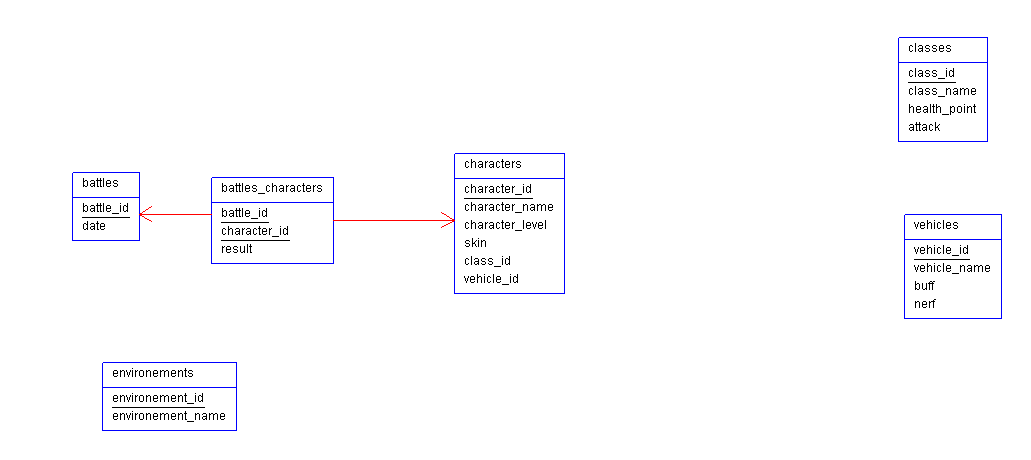 classes
class_id
class_name
health_point
attack
battles
battle_id
date
battles_characters
battle_id
character_id
result
characters
character_id
character_name
character_level
skin
class_id
vehicle_id
vehicles
vehicle_id
vehicle_name
buff
nerf
environements
environement_id
environement_name